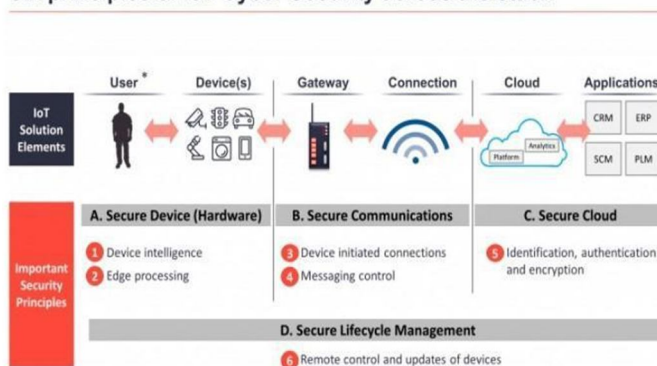 User *
Device(s)
Gateway
Connection
Cloud
Applications
IoT
Solution
Elements
CRM
ERP
Analytics
Platform
SCM
PLM
A. Secure Device (Hardware)
B. Secure Communications
C. Secure Cloud
Important
Security
Principles
1 Device intelligence
2 Edge processing
3 Device initiated connections
4 Messaging control
5 Identification, authentication
and encryption
D. Secure Lifecycle Management
6 Remote control and updates of devices